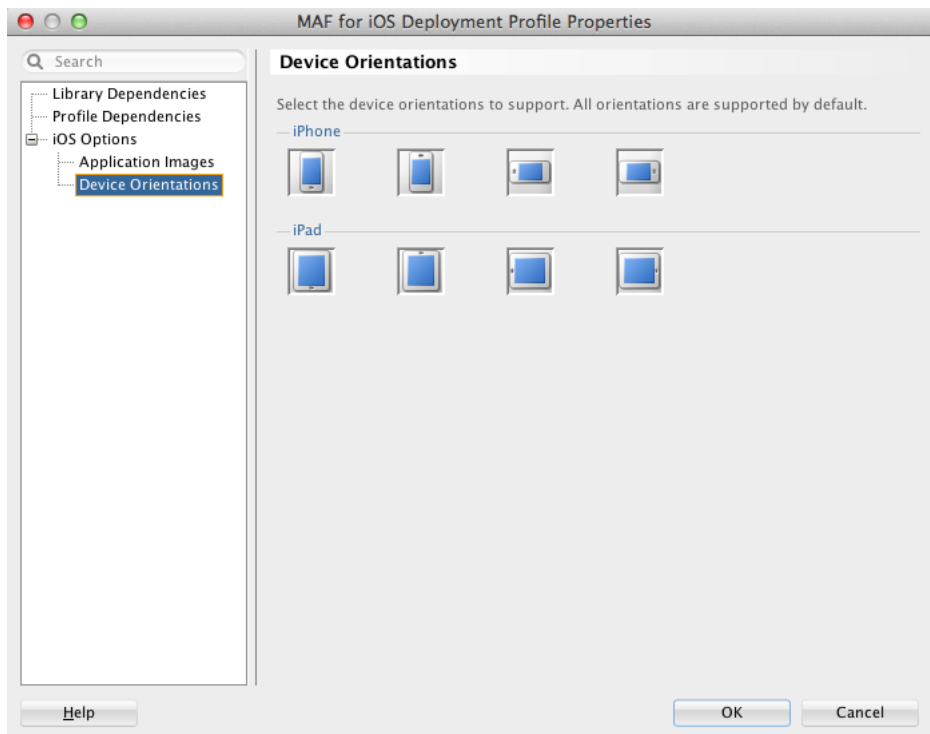 MAF for iOS Deployment Profile Properties
Search
Library Dependencies
Profile Dependencies
iOS Options
Application Images
Device Orientations
Device Orientations
Select the device orientations to support. All orientations are supported by default.
iPhone
iPad
Help
OK
Cancel